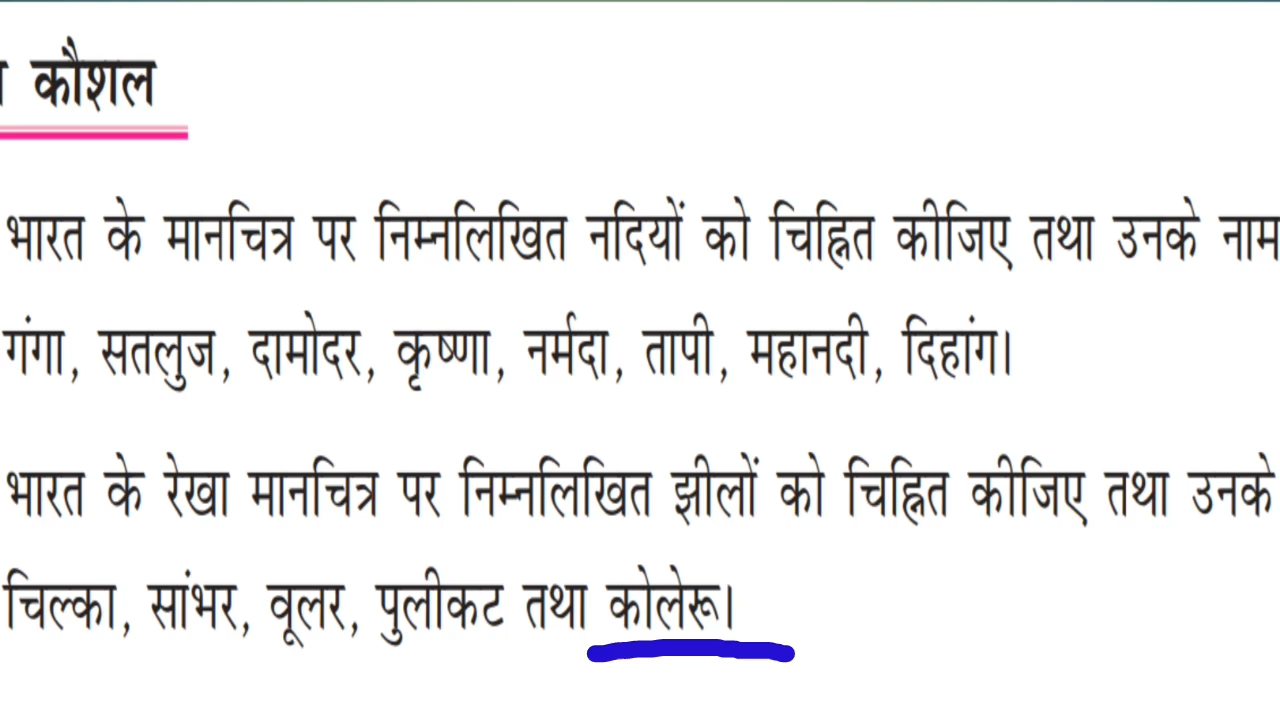 कौशल
भारत के मानचित्र पर निम्नलिखित नदियों को चिह्नित कीजिए तथा उनके नाम
गंगा, सतलुज, दामोदर, कृष्णा, नर्मदा, तापी, महानदी, दिहांग।
भारत के रेखा मानचित्र पर निम्नलिखित झीलों को चिह्नित कीजिए तथा उनके
चिल्का, सांभर, वूलर, पुलीकट तथा कोलेरू।